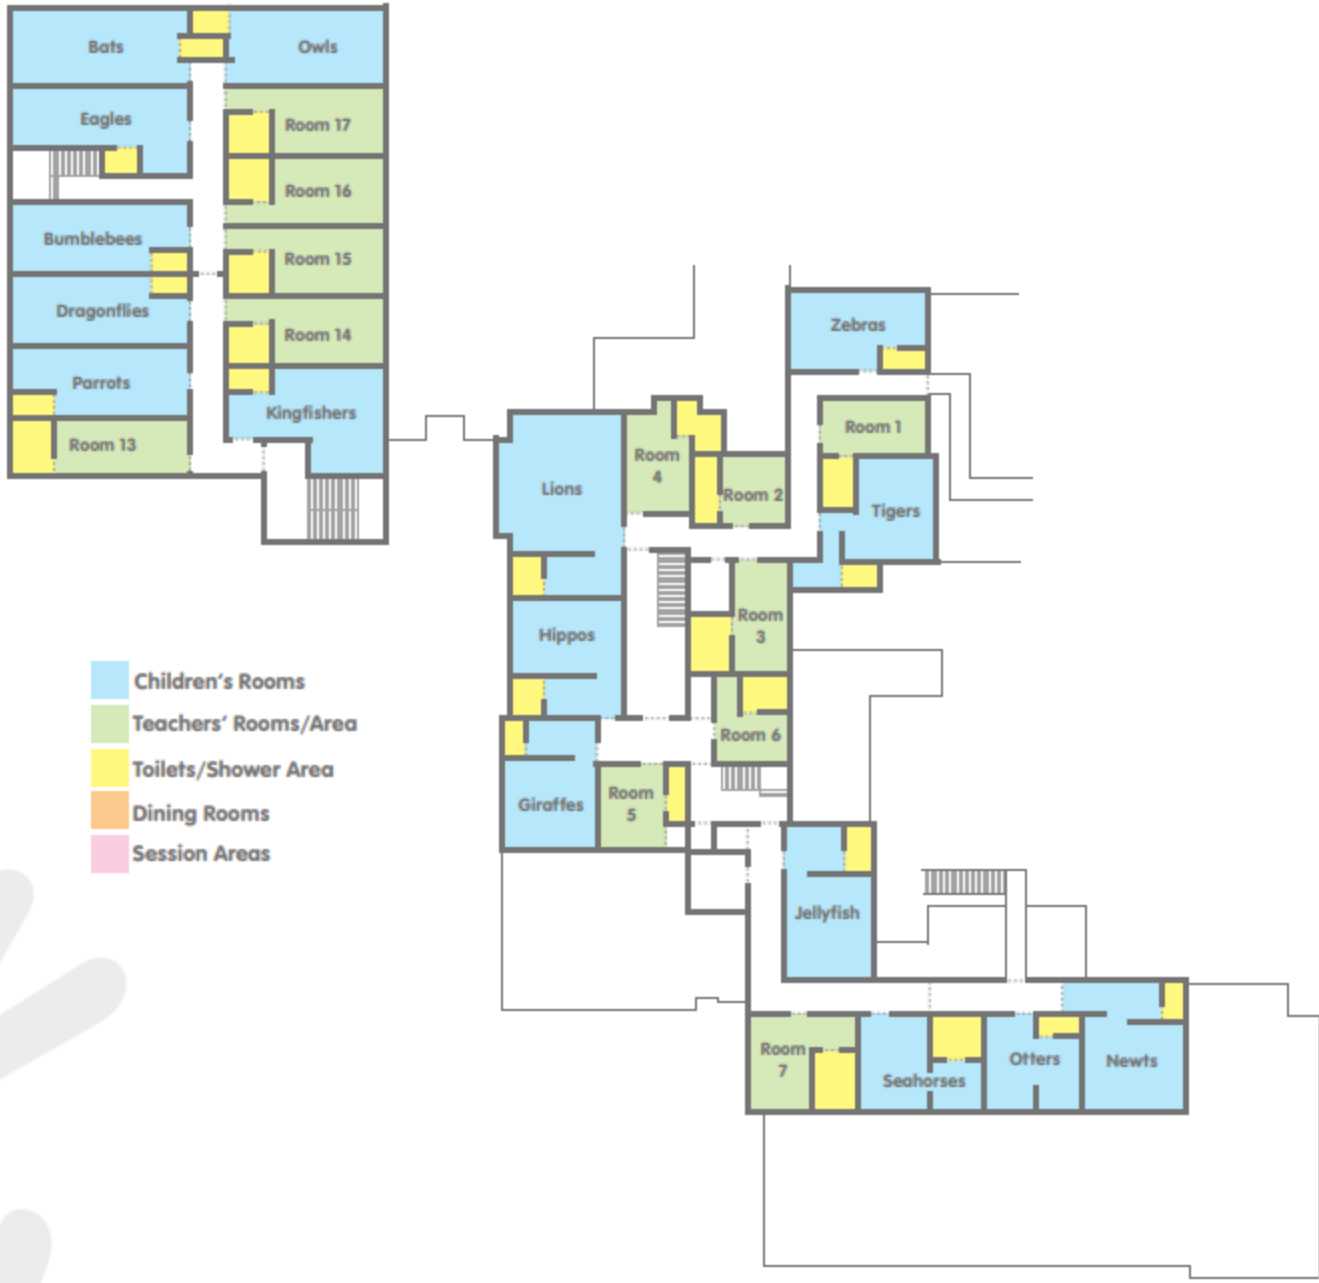 Bats
Owls
Eagles
Room 17
Room 16
Bumblebees
Room 15
Dragonflies
Room 14
Parrots
Kingfishers
Room 13
Zebras
Room 1
Room
4
Lions
Room 2
Tigers
Room
3
Hippos
Room 6
Giraffes
Room
5
Children's Rooms
Teachers' Rooms/Area
Toilets/Shower Area
Dining Rooms
Session Areas
Jellyfish
Room
7
Seahorses
Otters
Newts